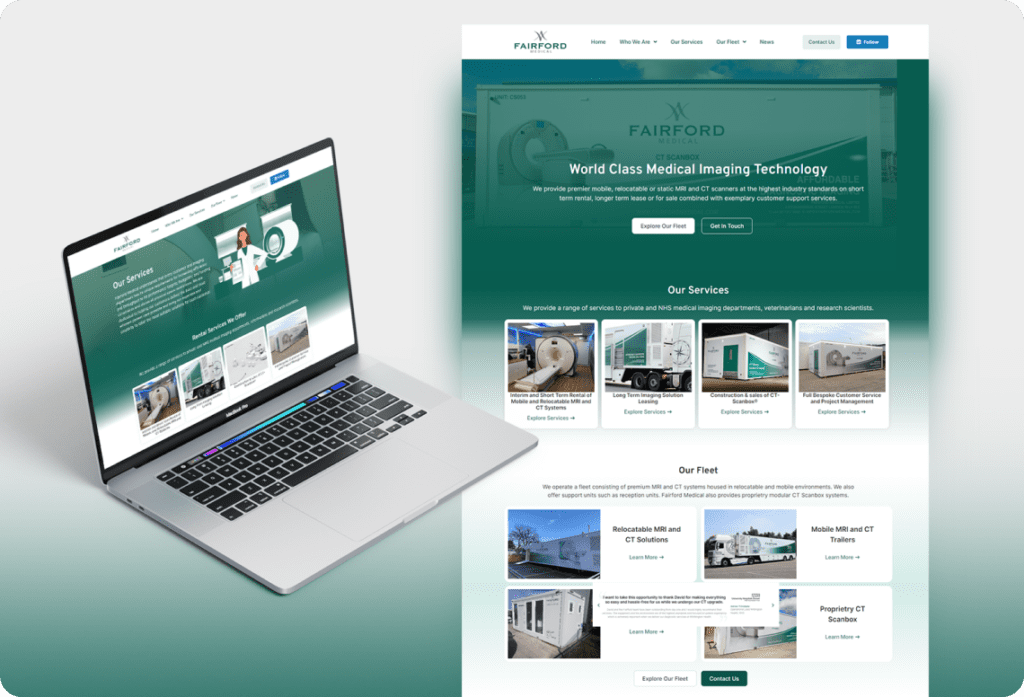 FAIRFORD
MEDICAL
Home
Who We Are
Our Services
Our Fleet
News
Contact Us
Follow
UNIT CB30
FAIRFORD
MEDICAL
CT SCANBOX
AFFORDABLE
World Class Medical Imaging Technology
We provide premier mobile, relocetable or static MRI and CT scanners at the highest industry standards on short
term rental, longer term lease or for sale combined with exemplary customer support services.
Explore Our Fleet
Get In Touch
Our Services
We provide a range of services to private and NHS medical imaging departments, veterinarians and research scientists.
Interim and Short Term Rental of
Mobile and Relocatable MRI and
CT Systems
Explore Services →
Long Term Imaging Solution
Leasing
Explore Services →
Construction & sales of CT-
Scanbox®
Explore Services →
Full Bespoke Customer Service
and Project Management
Explore Services →
Our Fleet
We operate a fleet consisting of premium MRI and CT systems housed in relocatable and mobile environments. We also
offer support units such as reception units. Fairford Medical also provides proprietry modular CT Scanbox systems.
Relocatable MRI and
CT Solutions
Learn More →
Mobile MRI and CT
Trailers
Learn More →
I want to take this opportunity to thank David for making everything
so easy and hassle-free for us while we undergo our CT upgrade.
Learn More →
Proprietry CT
Scanbox
Learn More →
Explore Our Fleet
Contact Us
FAIRFORD
Our Services
Rental Services We Offer
MacBook Pro